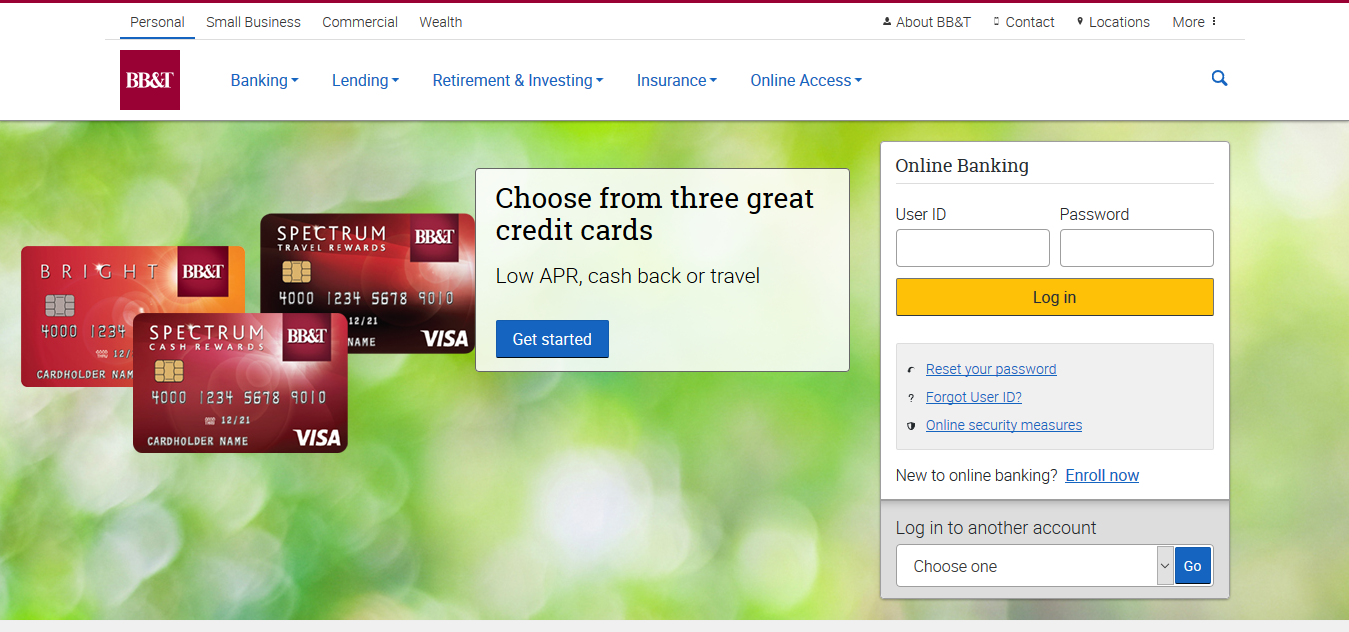 Personal Small Business Commercial Wealth About BB&T Contact Locations More
BB&T Banking Lending Retirement & Investing Insurance Online Access
BRIGHT BB&T
4000 1234
12/
CARDHOLDER NAM
SPECTRUM BB&T
TRAVEL REWARDS
4000 1234 5678 9010
12/21
NAME VISA
SPECTRUM BB&T
CASH REWARDS
4000 1234 5678 9010
12/21
CARDHOLDER NAME VISA
Choose from three great
credit cards
Low APR, cash back or travel
Get started
Online Banking
User ID Password
Log in
Reset your password
? Forgot User ID?
Online security measures
New to online banking? Enroll now
Log in to another account
Choose one Go